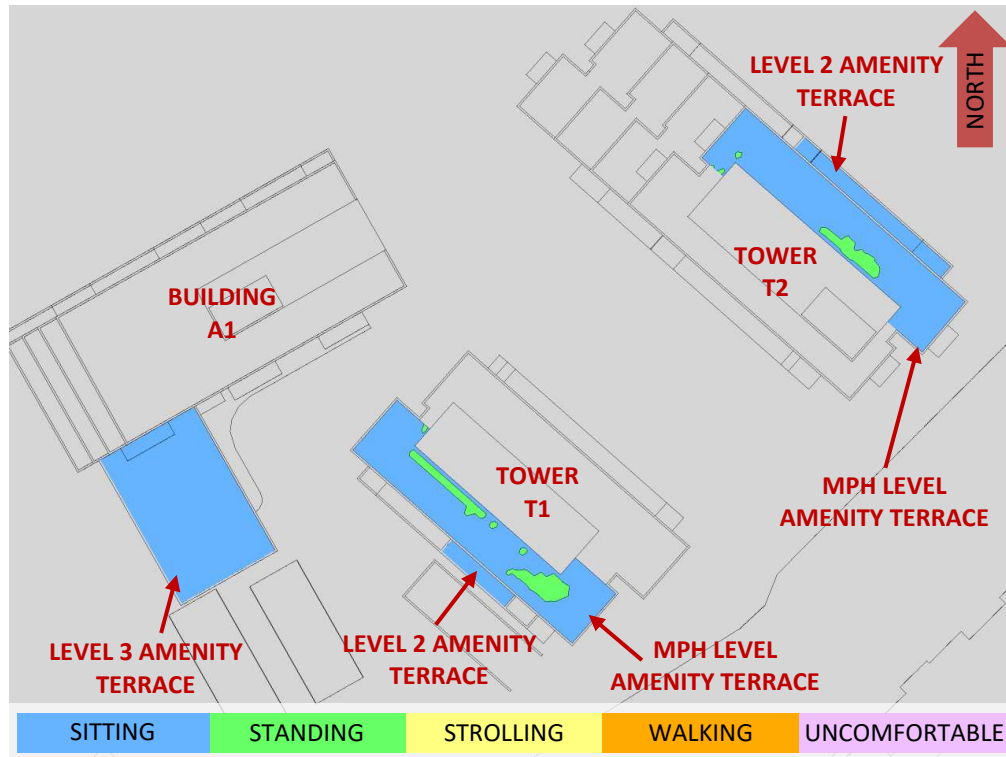 LEVEL 2 AMENITY
TERRACE
NORTH
BUILDING
A1
TOWER
T2
TOWER
T1
MPH LEVEL
AMENITY TERRACE
LEVEL 3 AMENITY
TERRACE
LEVEL 2 AMENITY
TERRACE
MPH LEVEL
AMENITY TERRACE
SITTING
STANDING
STROLLING
WALKING
UNCOMFORTABLE